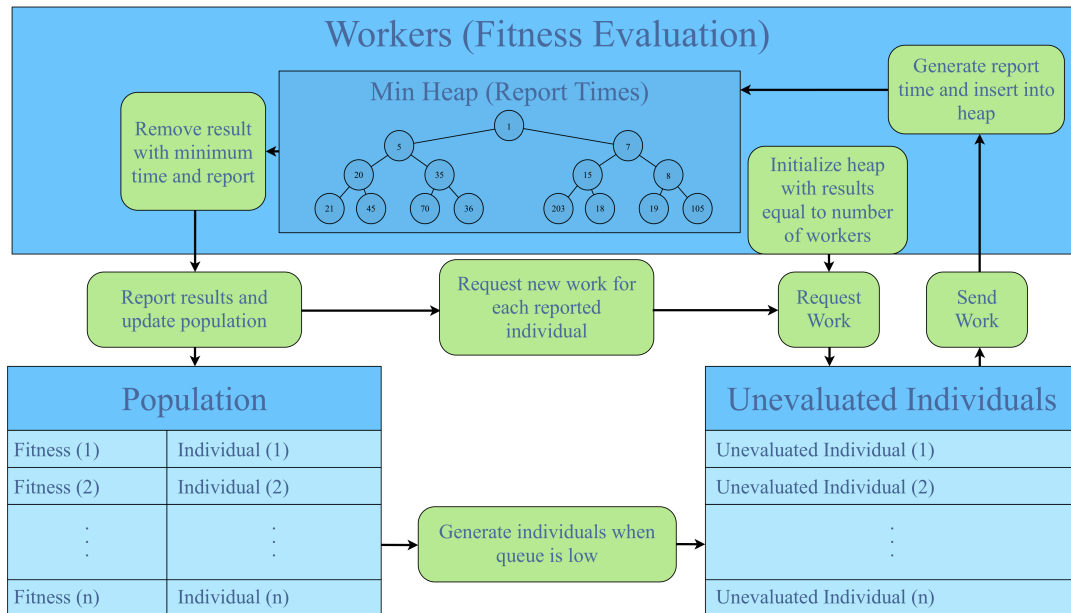 Workers (Fitness Evaluation)
Generate report
time and insert into
heap
Min Heap (Report Times)
Remove result
with minimum
time and report
1
5
7
20
35
15
8
21
45
70
36
203
18
19
105
Initialize heap
with results
equal to number
of workers
Report results and
update population
Request new work for
each reported
individual
Request
Work
Send
Work
Population
Fitness (1)
Individual (1)
Fitness (2)
Individual (2)
Fitness (n)
Individual (n)
Generate individuals when
queue is low
Unevaluated Individuals
Unevaluated Individual (1)
Unevaluated Individual (2)
Unevaluated Individual (n)